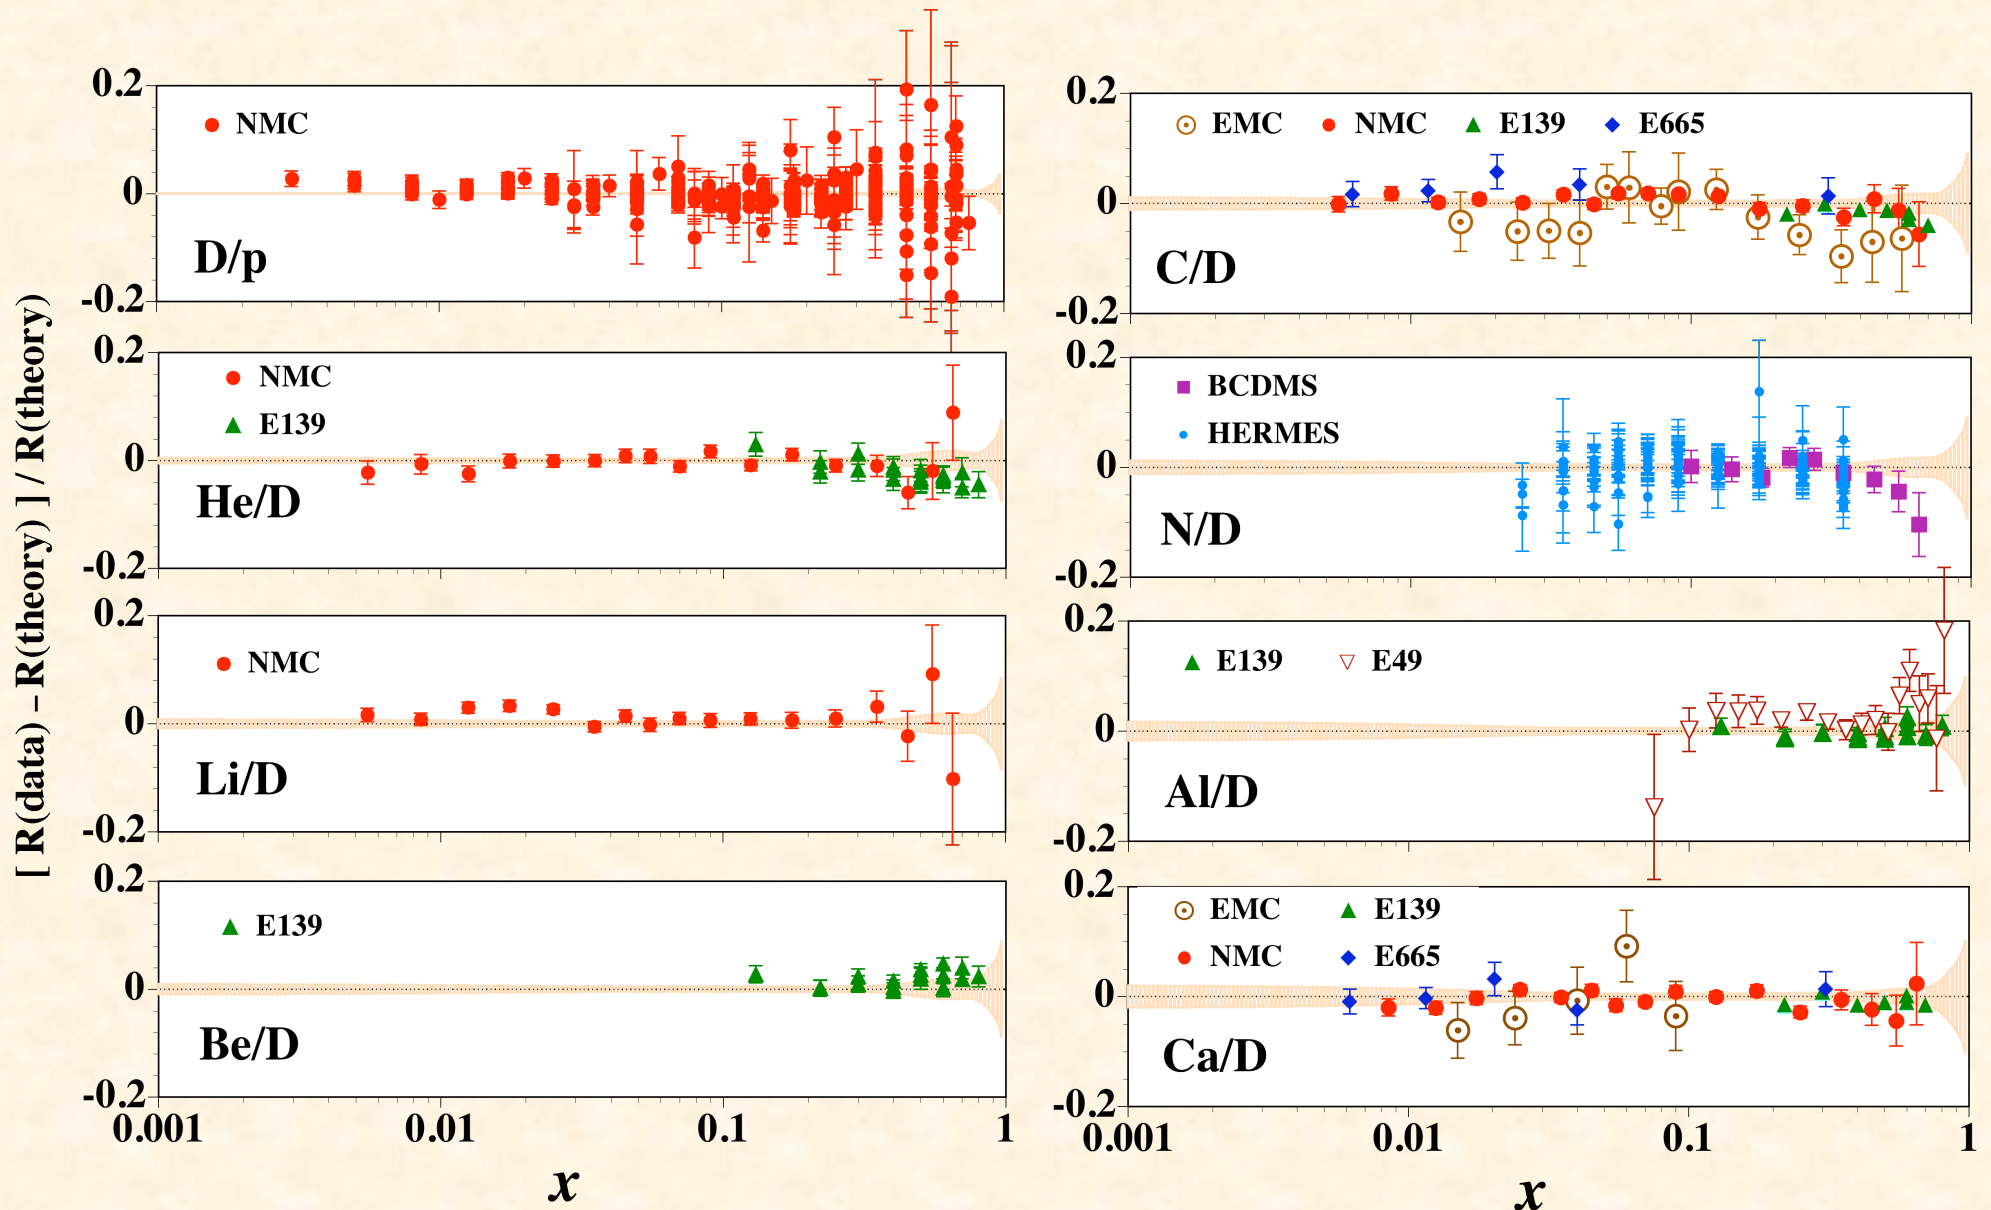 [ R(data) – R(theory) ] / R(theory)
0.2
0
-0.2
NMC
D/p
0.2
0
-0.2
NMC
E139
He/D
0.2
0
-0.2
NMC
Li/D
0.2
0
-0.2
E139
Be/D
0.001 0.01 0.1 1
x
0.2
0
-0.2
EMC NMC E139 E665
C/D
0.2
0
-0.2
BCDMS
HERMES
N/D
0.2
0
-0.2
E139 E49
Al/D
0.2
0
-0.2
EMC E139
NMC E665
Ca/D
0.001 0.01 0.1 1
x